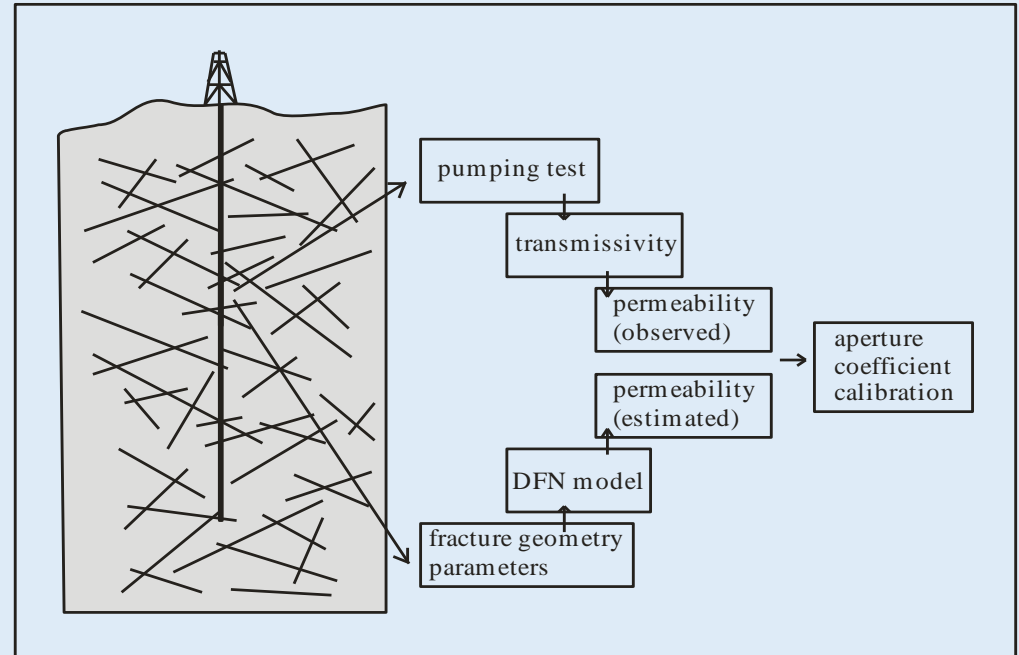 pumping test
transmissivity
permeability
(observed)
aperture
coefficient
calibration
permeability
(estimated)
DFN model
fracture geometry
parameters